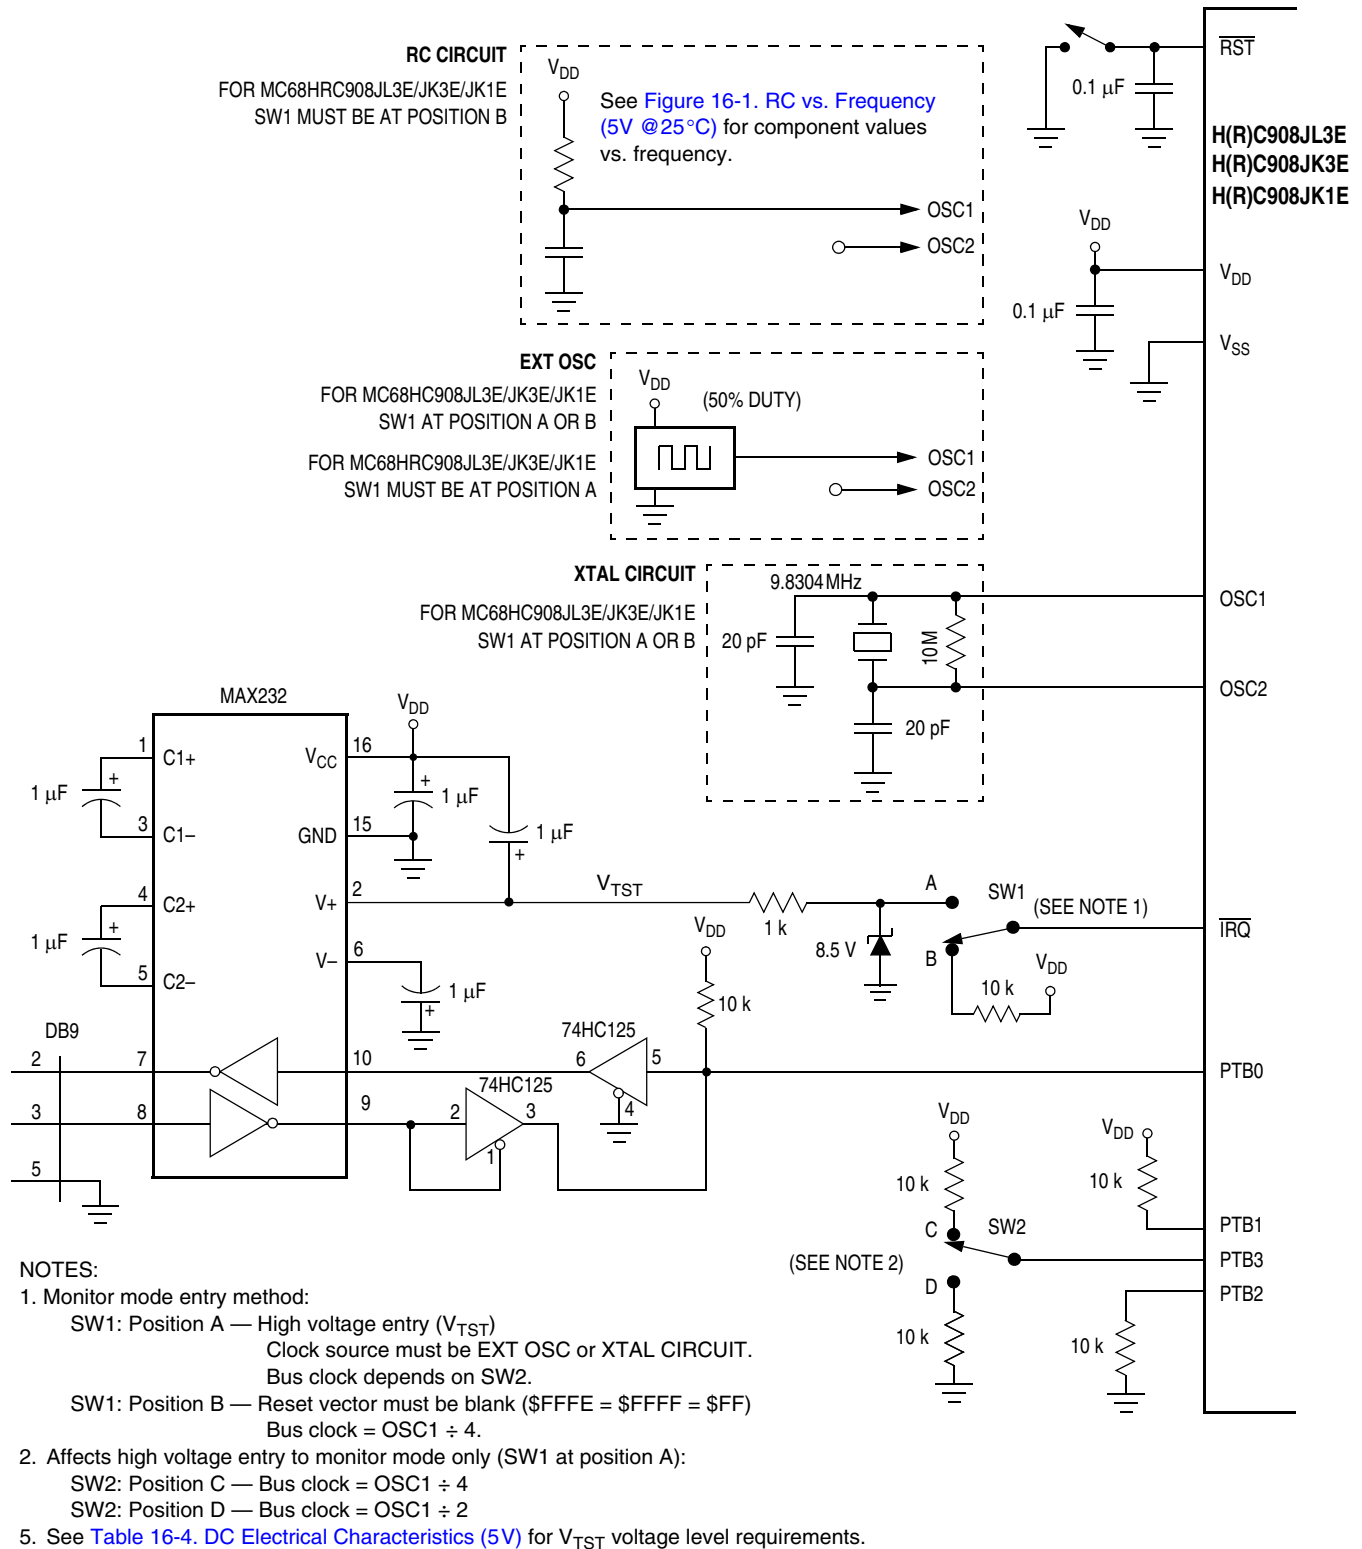 RC CIRCUIT
FOR MC68HRC908JL3E/JK3E/JK1E
SW1 MUST BE AT POSITION B
VDD
See Figure 16-1. RC vs. Frequency
(5V @25°C) for component values
vs. frequency.
OSC1
OSC2
RST
0.1 µF
H(R)C908JL3E
H(R)C908JK3E
H(R)C908JK1E
VDD
VDD
0.1 µF
VSS
EXT OSC
FOR MC68HC908JL3E/JK3E/JK1E
SW1 AT POSITION A OR B
FOR MC68HRC908JL3E/JK3E/JK1E
SW1 MUST BE AT POSITION A
VDD
(50% DUTY)
OSC1
OSC2
XTAL CIRCUIT
FOR MC68HC908JL3E/JK3E/JK1E
SW1 AT POSITION A OR B
9.8304MHz
20 pF
10M
20 pF
OSC1
OSC2
MAX232
VDD
1
C1+
VCC
16
1 µF
+
+
1 µF
3
C1–
GND
15
1 µF
+
4
C2+
V+
2
VTST
1 k
8.5 V
A
SW1
(SEE NOTE 1)
IRQ
B
VDD
10 k
1 µF
+
5
C2–
V–
6
1 µF
+
VDD
10 k
DB9
2
7
10
74HC125
6
5
4
PTB0
3
8
9
74HC125
2
3
1
5
VDD
10 k
C
SW2
(SEE NOTE 2)
D
10 k
VDD
10 k
PTB1
PTB3
PTB2
10 k
NOTES:
1. Monitor mode entry method:
SW1: Position A — High voltage entry (VTST)
Clock source must be EXT OSC or XTAL CIRCUIT.
Bus clock depends on SW2.
SW1: Position B — Reset vector must be blank ($FFFE = $FFFF = $FF)
Bus clock = OSC1 ÷ 4.
2. Affects high voltage entry to monitor mode only (SW1 at position A):
SW2: Position C — Bus clock = OSC1 ÷ 4
SW2: Position D — Bus clock = OSC1 ÷ 2
5. See Table 16-4. DC Electrical Characteristics (5V) for VTST voltage level requirements.